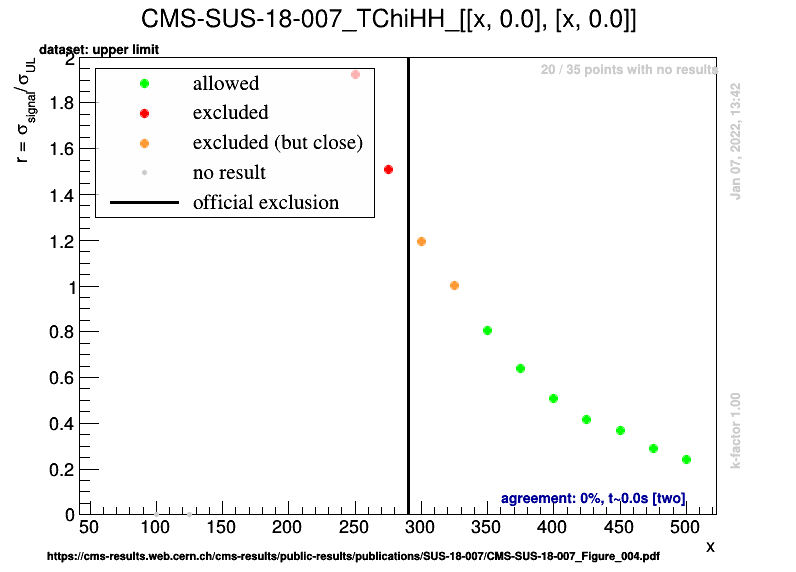 CMS-SUS-18-007_TChiHH_[[x, 0.0], [x, 0.0]]
dataset: upper limit
20 / 35 points with no results
allowed
excluded
excluded (but close)
no result
official exclusion
r = σsignal/σUL
2
1.8
1.6
1.4
1.2
1
0.8
0.6
0.4
0.2
0
Jan 07, 2022, 13:42
k-factor 1.00
agreement: 0%, t~0.0s [two]
50 100 150 200 250 300 350 400 450 500
x
https://cms-results.web.cern.ch/cms-results/public-results/publications/SUS-18-007/CMS-SUS-18-007_Figure_004.pdf